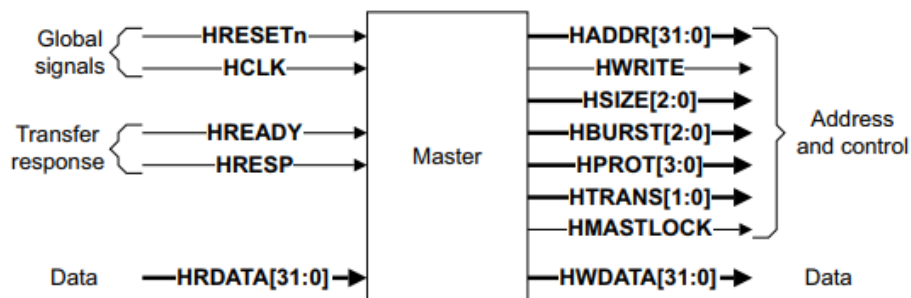 Global
signals
HRESETn
HCLK
Transfer
response
HREADY
HRESP
Data
HRDATA[31:0]
Master
HADDR[31:0]
HWRITE
HSIZE[2:0]
HBURST[2:0]
HPROT[3:0]
HTRANS[1:0]
HMASTLOCK
Address
and control
HWDATA[31:0]
Data